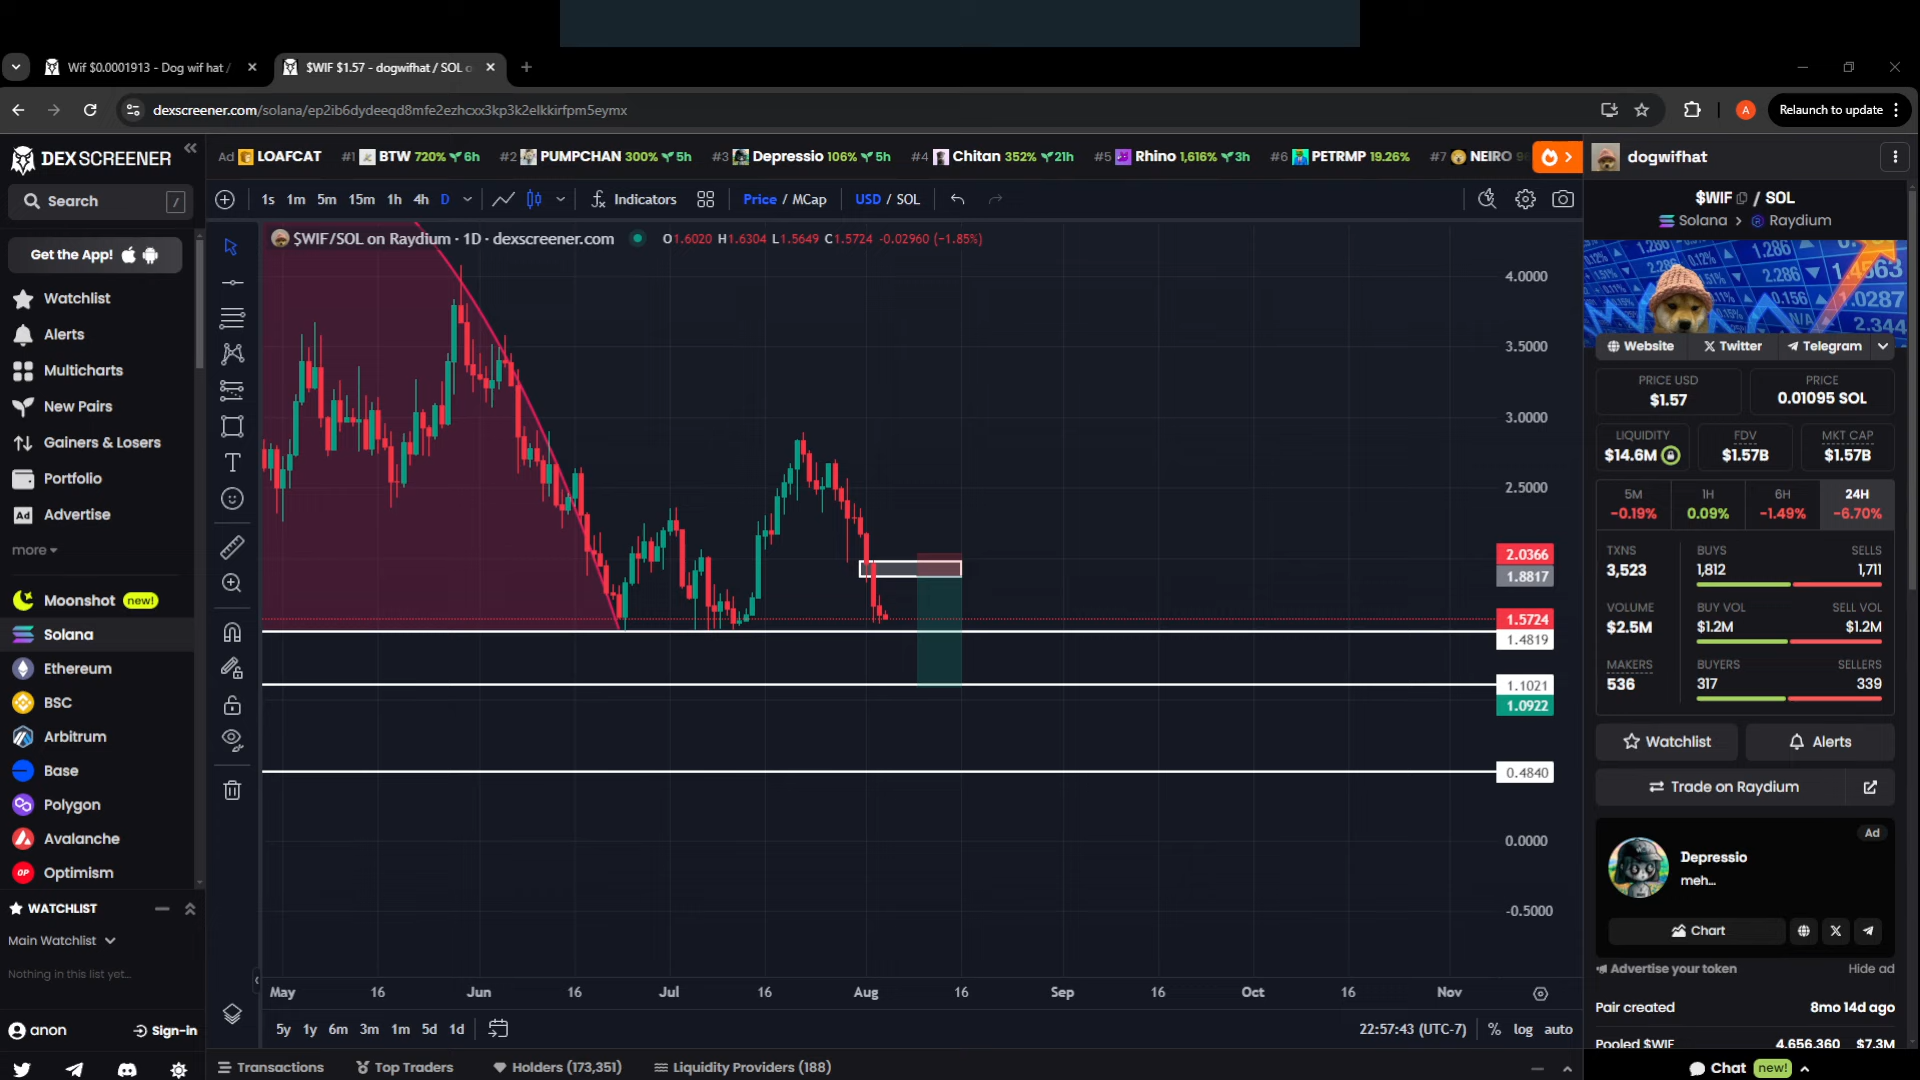 Wif $0.0001913 - Dog wif hat /
$WIF $1.57 - dogwifhat / SOL o
dexscreener.com/solana/ep2ib6dydeeqd8mfe2ezhcxx3kp3k2elkkirfpm5eymx
A
Relaunch to update
DEX SCREENER
Ad LOAFCAT #1 BTW 720% 6h #2 PUMPCHAN 300% 5h #3 Depressio 106% 5h #4 Chitan 352% 21h #5 Rhino 1,616% 3h #6 PETRMP 19.26% #7 NEIRO
Search /
Get the App!
Watchlist
Alerts
Multicharts
New Pairs
Gainers & Losers
Portfolio
Ad Advertise
more
Moonshot new!
Solana
Ethereum
BSC
Arbitrum
Base
Polygon
Avalanche
OP Optimism
WATCHLIST
Main Watchlist
Nothing in this list yet...
anon Sign-in
1s 1m 5m 15m 1h 4h D Indicators Price / MCap USD / SOL
$WIF/SOL on Raydium · 1D · dexscreener.com O1.6020 H1.6304 L1.5649 C1.5724 -0.02960 (-1.85%)
4.0000
3.5000
3.0000
2.5000
2.0366
1.8817
1.5724
1.4819
1.1021
1.0922
0.4840
0.0000
-0.5000
May 16 Jun 16 Jul 16 Aug 16 Sep 16 Oct 16 Nov
5y 1y 6m 3m 1m 5d 1d
22:57:43 (UTC-7) % log auto
Transactions Top Traders Holders (173,351) Liquidity Providers (188)
dogwifhat
$WIF / SOL
Solana > Raydium
Website Twitter Telegram
PRICE USD
$1.57
PRICE
0.01095 SOL
LIQUIDITY
$14.6M
FDV
$1.57B
MKT CAP
$1.57B
5M
-0.19%
1H
0.09%
6H
-1.49%
24H
-6.70%
TXNS
3,523
BUYS SELLS
1,812 1,711
VOLUME
$2.5M
BUY VOL SELL VOL
$1.2M $1.2M
MAKERS
536
BUYERS SELLERS
317 339
Watchlist Alerts
Trade on Raydium
Ad
Depressio
meh...
Chart
Advertise your token Hide ad
Pair created 8mo 14d ago
Pooled $WIF 4,656,360 $7.3M
Chat new!